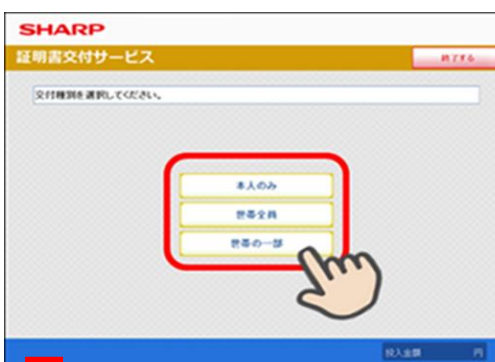 SHARP
証明書交付サービス
終了する
交付種別を選択してください。
本人のみ
世帯全員
世帯の一部
投入金額 円